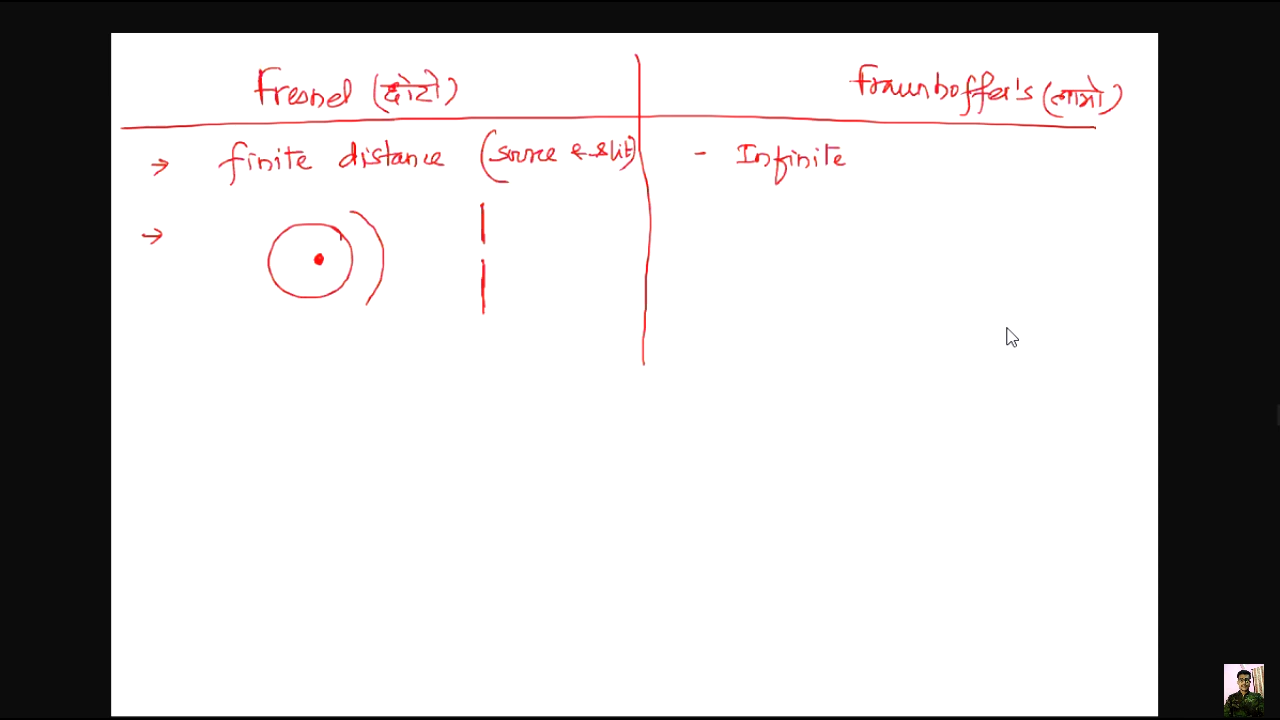 Fresnel (छोटो)
Fraunhoffer's (लामो)
→ finite distance (source & slit)
- Infinite
→